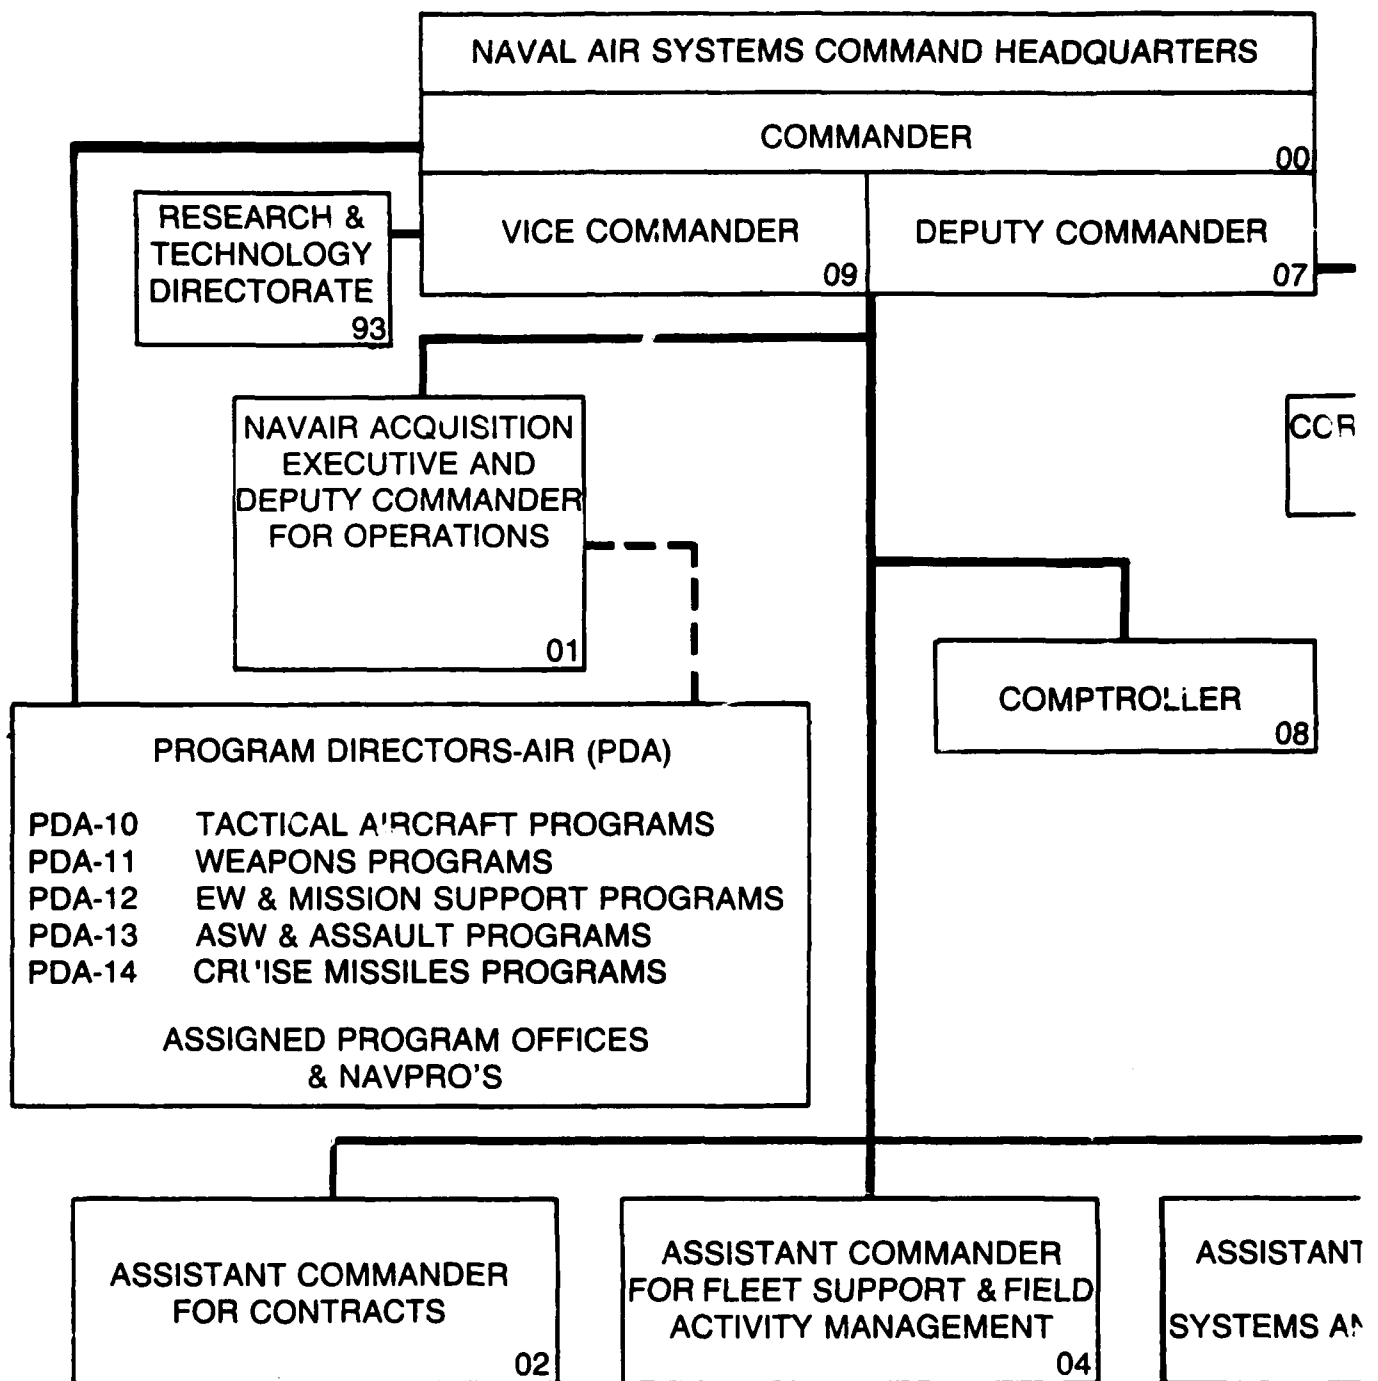 NAVAL AIR SYSTEMS COMMAND HEADQUARTERS
COMMANDER
00
RESEARCH &
TECHNOLOGY
DIRECTORATE
93
VICE COMMANDER
09
DEPUTY COMMANDER
07
NAVAIR ACQUISITION
EXECUTIVE AND
DEPUTY COMMANDER
FOR OPERATIONS
01
COMPTROLLER
08
PROGRAM DIRECTORS-AIR (PDA)
PDA-10 TACTICAL AIRCRAFT PROGRAMS
PDA-11 WEAPONS PROGRAMS
PDA-12 EW & MISSION SUPPORT PROGRAMS
PDA-13 ASW & ASSAULT PROGRAMS
PDA-14 CRUISE MISSILES PROGRAMS
ASSIGNED PROGRAM OFFICES
& NAVPRO'S
ASSISTANT COMMANDER
FOR CONTRACTS
02
ASSISTANT COMMANDER
FOR FLEET SUPPORT & FIELD
ACTIVITY MANAGEMENT
04
ASSISTANT
SYSTEMS